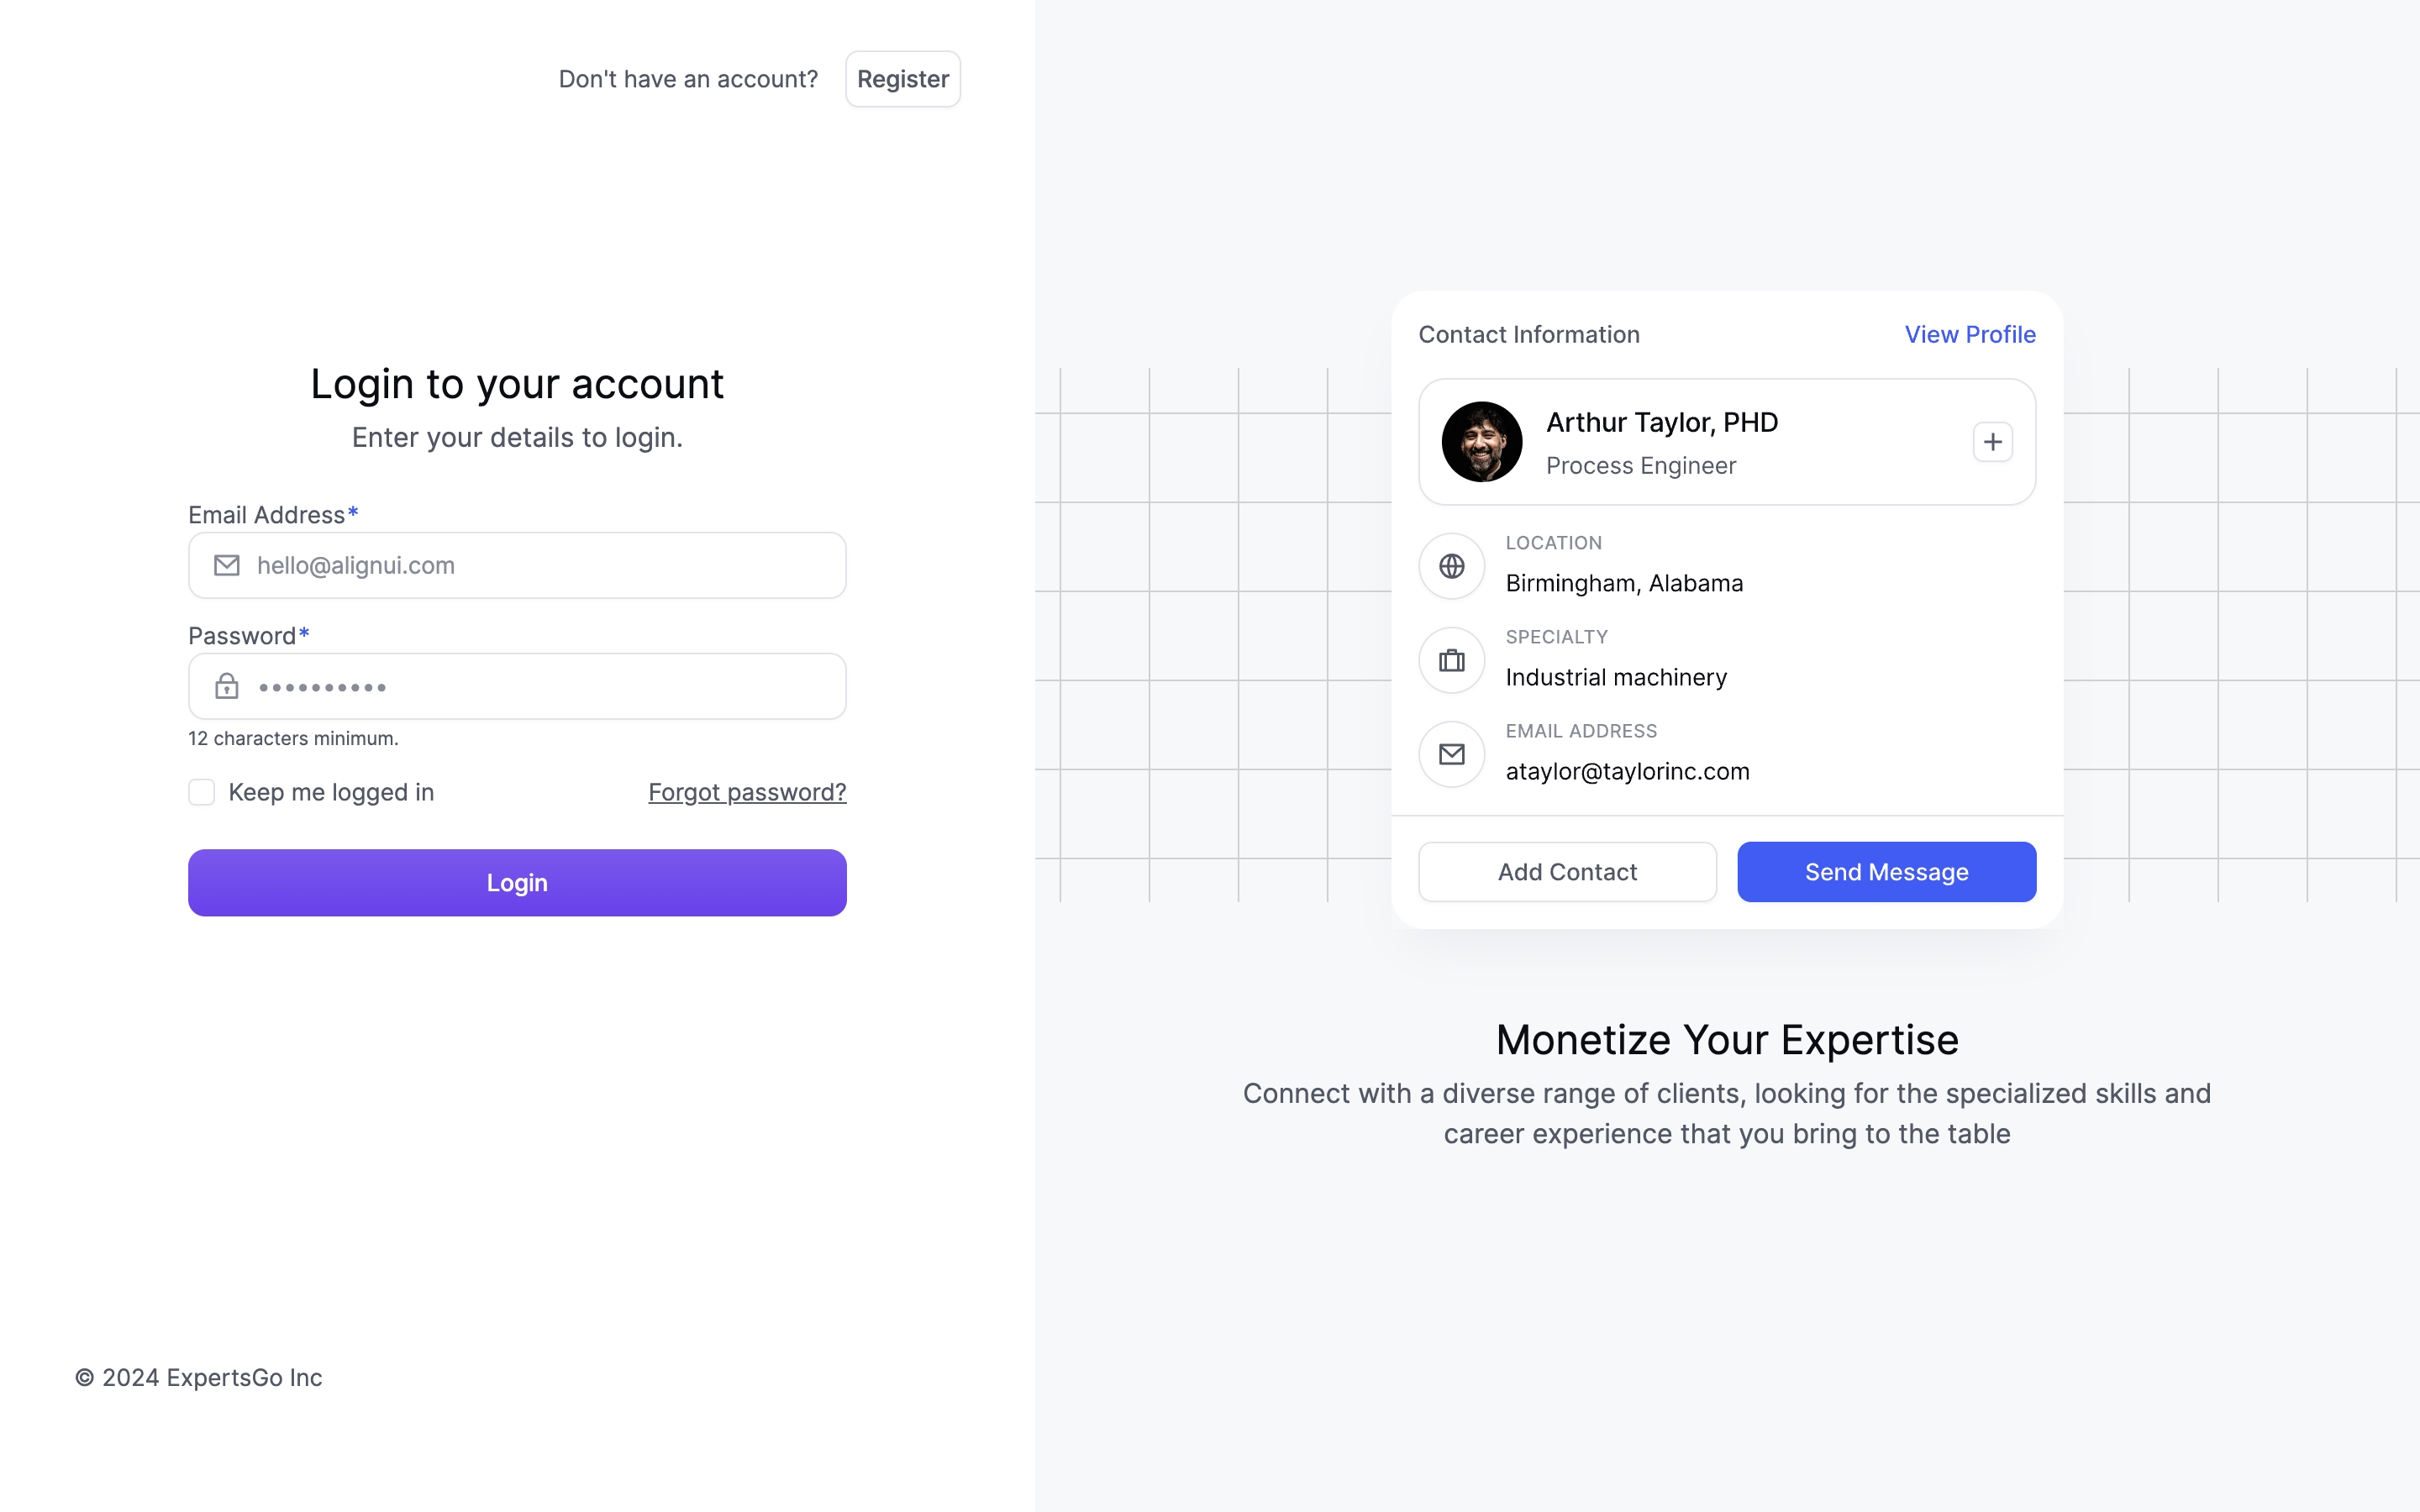 Don't have an account?
Register
Login to your account
Enter your details to login.
Email Address*
hello@alignui.com
Password*
••••••••••
12 characters minimum.
Keep me logged in
Forgot password?
Login
© 2024 ExpertsGo Inc
Contact Information
View Profile
Arthur Taylor, PHD
Process Engineer
LOCATION
Birmingham, Alabama
SPECIALTY
Industrial machinery
EMAIL ADDRESS
ataylor@taylorinc.com
Add Contact
Send Message
Monetize Your Expertise
Connect with a diverse range of clients, looking for the specialized skills and
career experience that you bring to the table